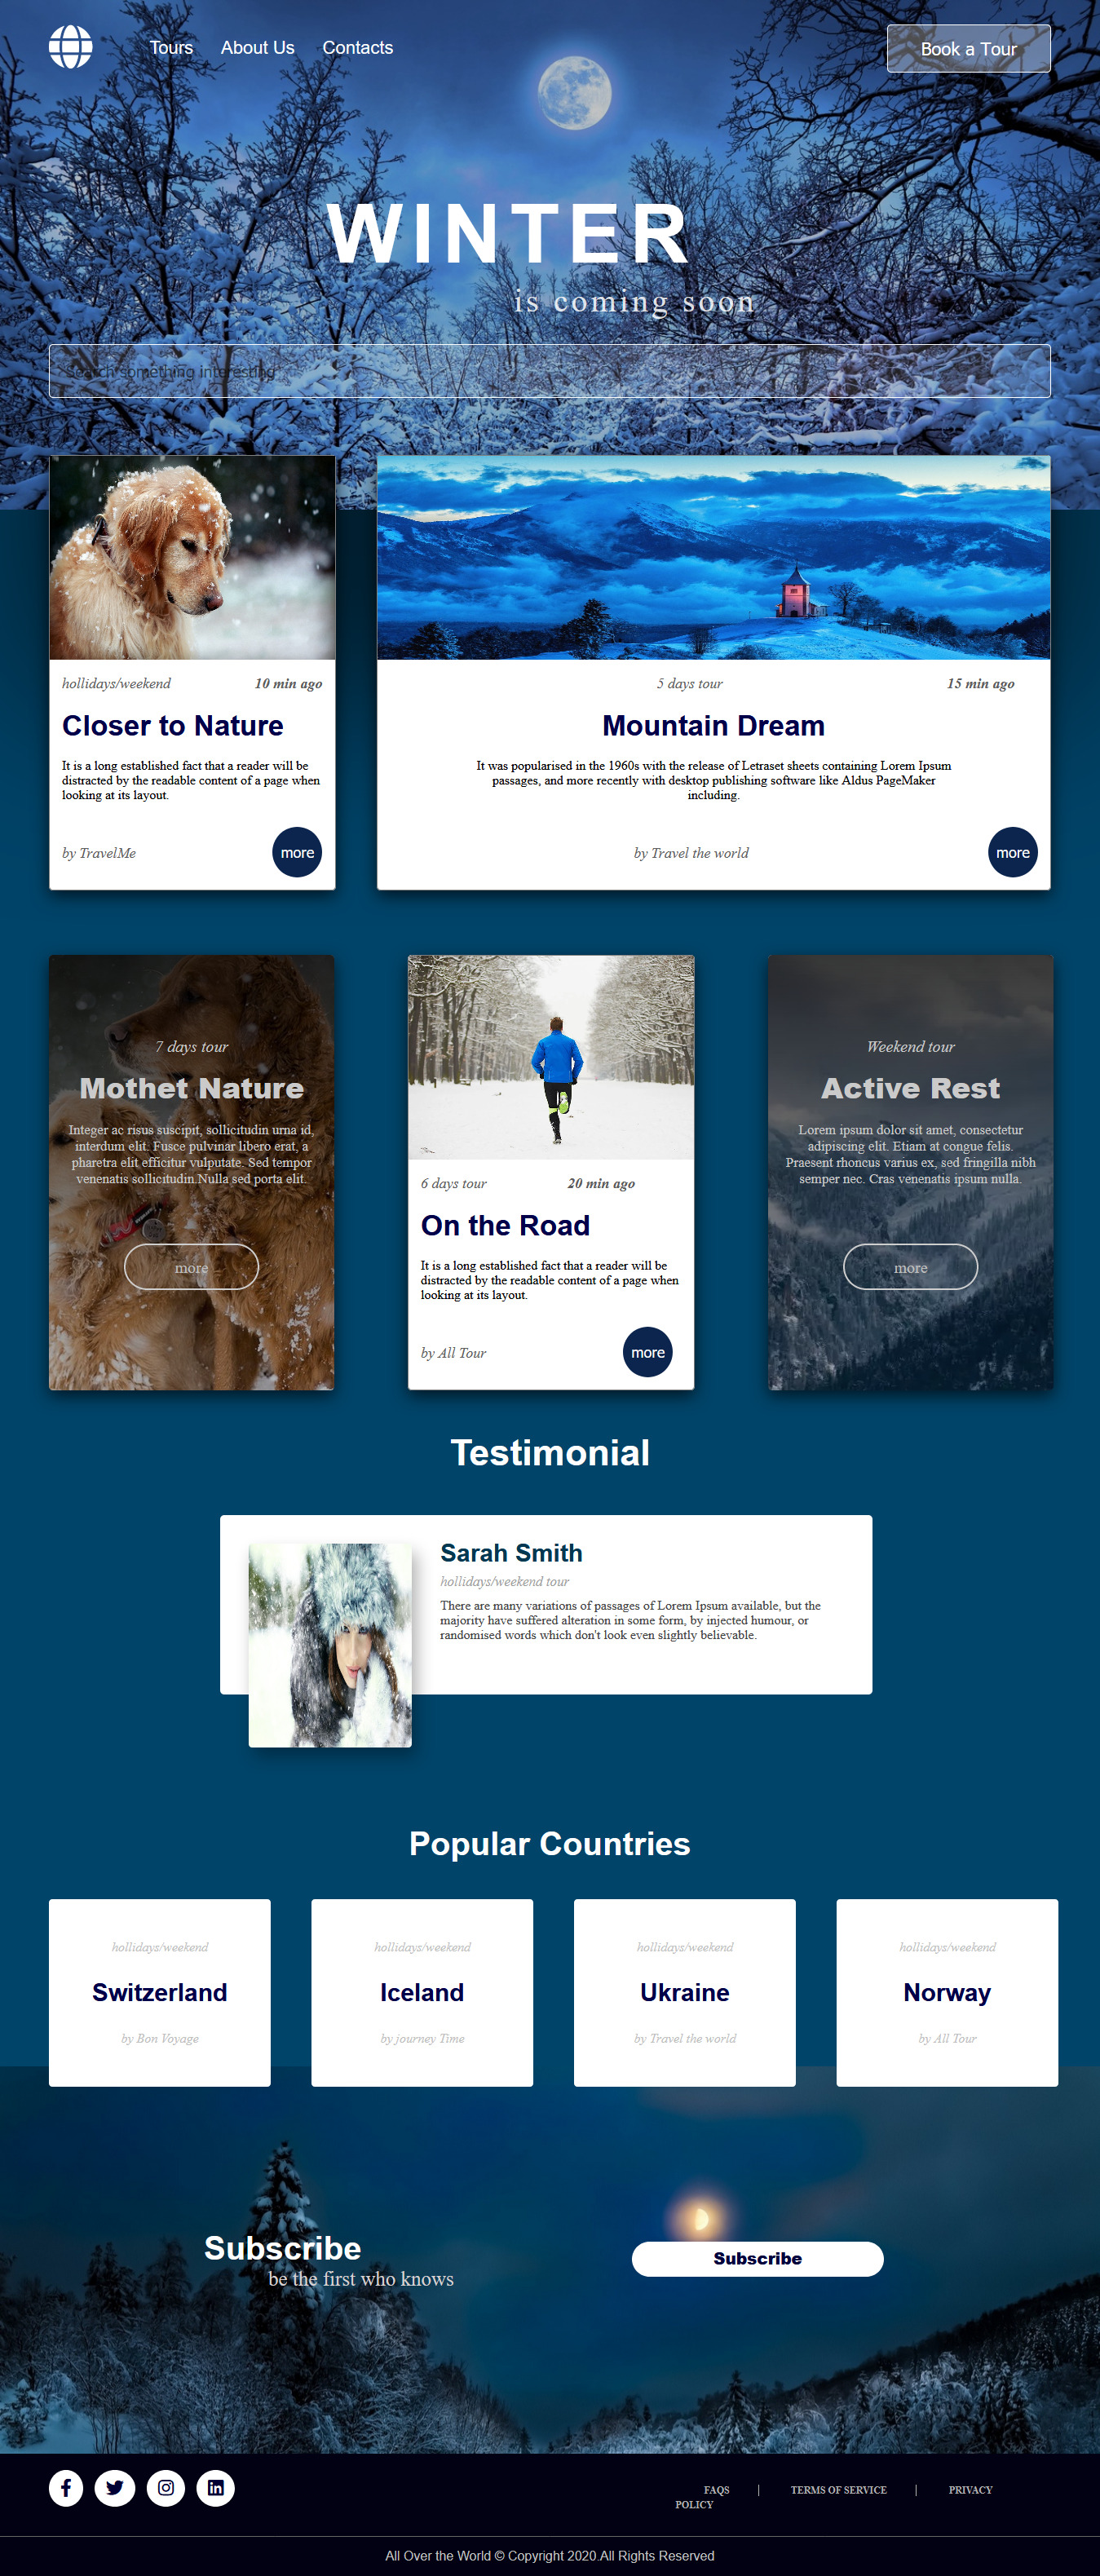 Tours About Us Contacts Book a Tour
WINTER
is coming soon
Search something interesting
hollidays/weekend 10 min ago
Closer to Nature
It is a long established fact that a reader will be
distracted by the readable content of a page when
looking at its layout.
by TravelMe more
5 days tour 15 min ago
Mountain Dream
It was popularised in the 1960s with the release of Letraset sheets containing Lorem Ipsum
passages, and more recently with desktop publishing software like Aldus PageMaker
including.
by Travel the world more
7 days tour
Mothet Nature
Integer ac risus suscipit, sollicitudin urna id,
interdum elit. Fusce pulvinar libero erat, a
pharetra elit efficitur vulputate. Sed tempor
venenatis sollicitudin.Nulla sed porta elit.
more
6 days tour 20 min ago
On the Road
It is a long established fact that a reader will be
distracted by the readable content of a page when
looking at its layout.
by All Tour more
Weekend tour
Active Rest
Lorem ipsum dolor sit amet, consectetur
adipiscing elit. Etiam at congue felis.
Praesent rhoncus varius ex, sed fringilla nibh
semper nec. Cras venenatis ipsum nulla.
more
Testimonial
Sarah Smith
hollidays/weekend tour
There are many variations of passages of Lorem Ipsum available, but the
majority have suffered alteration in some form, by injected humour, or
randomised words which don't look even slightly believable.
Popular Countries
hollidays/weekend
Switzerland
by Bon Voyage
hollidays/weekend
Iceland
by journey Time
hollidays/weekend
Ukraine
by Travel the world
hollidays/weekend
Norway
by All Tour
Subscribe
be the first who knows
Subscribe
FAQS | TERMS OF SERVICE | PRIVACY
POLICY
All Over the World © Copyright 2020.All Rights Reserved